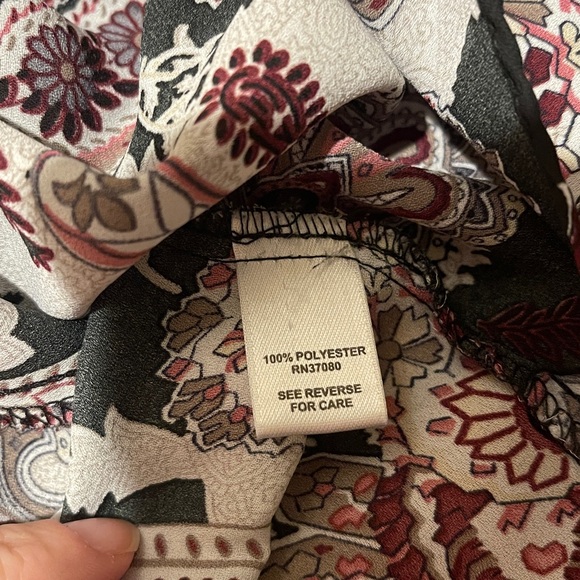 100% POLYESTER
RN37080
SEE REVERSE
FOR CARE